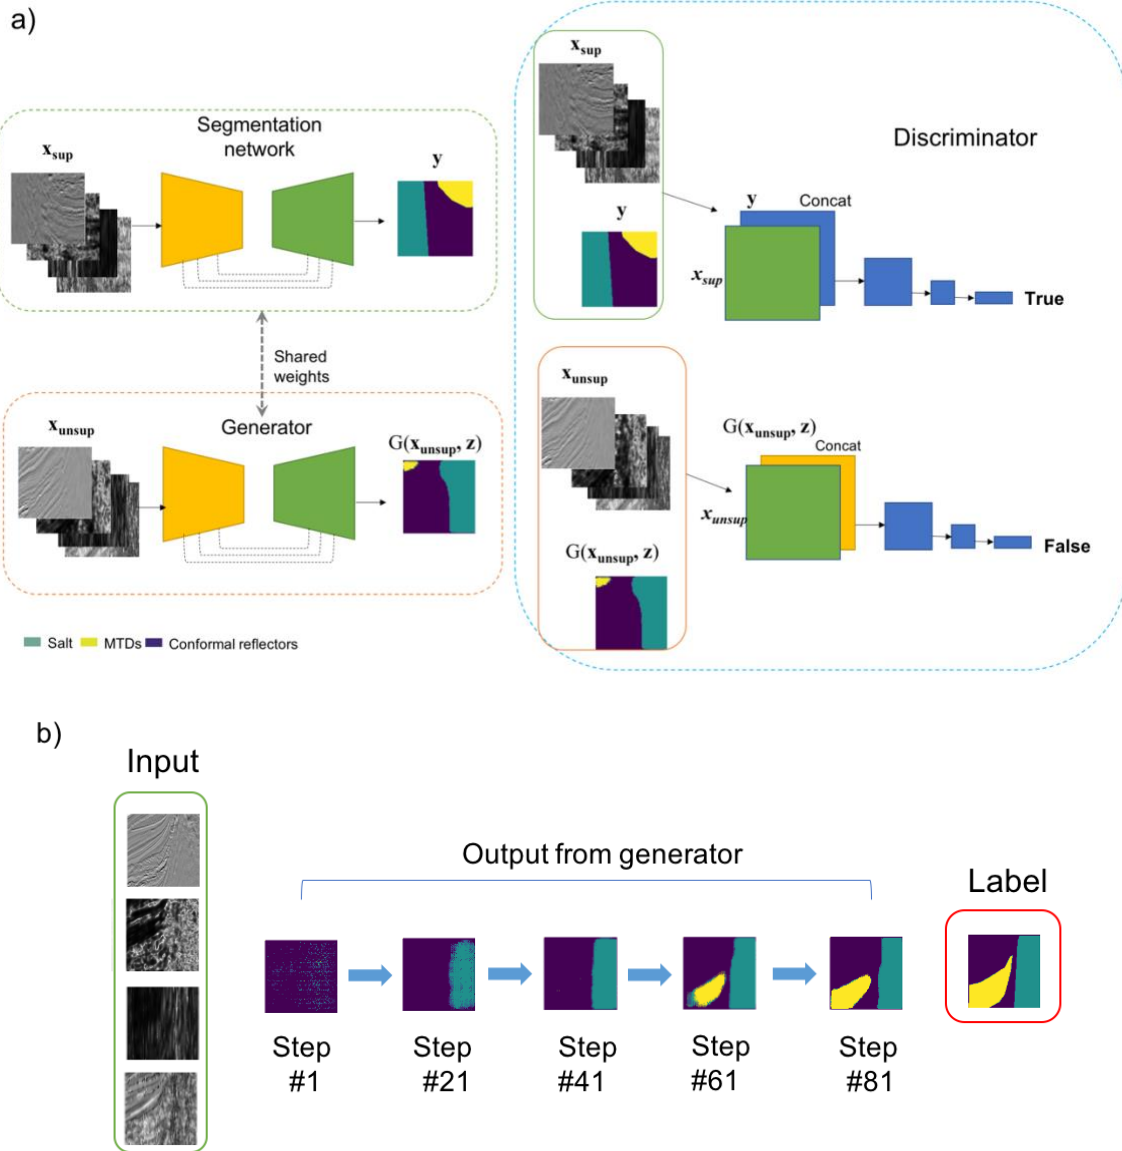 a)
Segmentation
network
x_sup
y
Shared
weights
x_unsup
Generator
G(x_unsup, z)
Salt MTDs Conformal reflectors
x_sup
Discriminator
y
y Concat
x_sup
True
x_unsup
G(x_unsup, z)
Concat
x_unsup
False
G(x_unsup, z)
b)
Input
Output from generator
Label
Step
#1
Step
#21
Step
#41
Step
#61
Step
#81